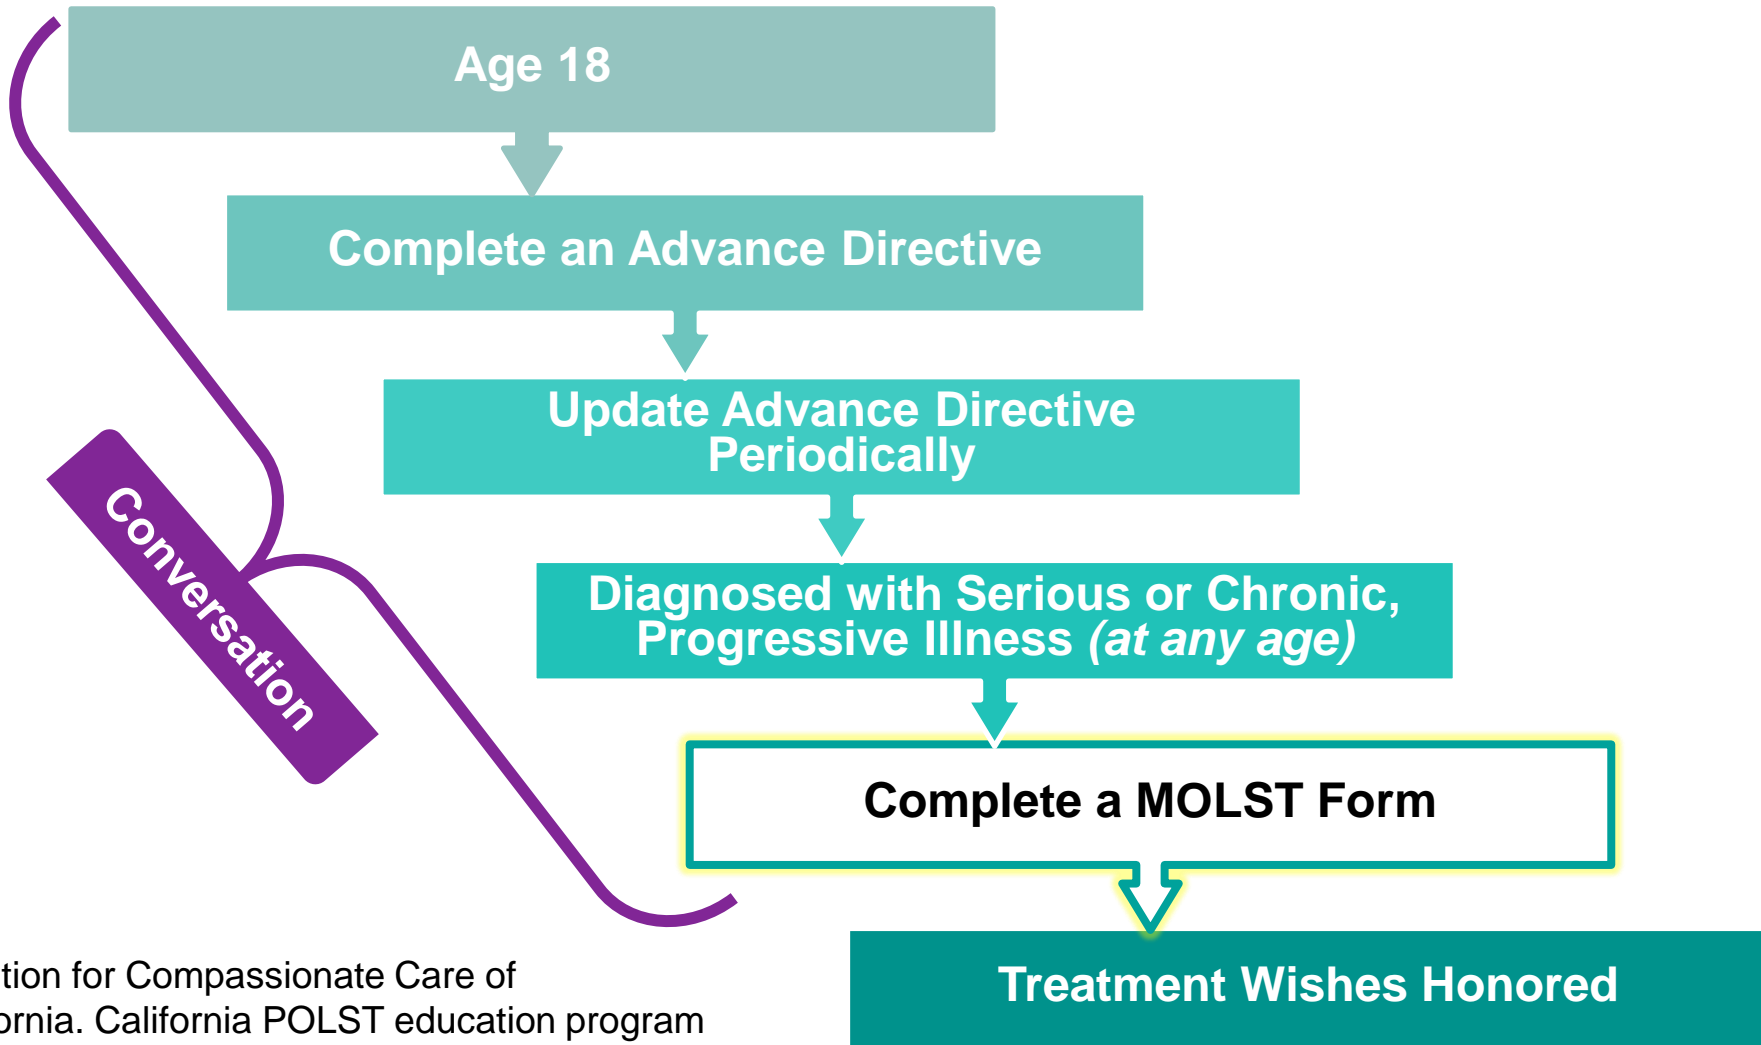 Age 18
Complete an Advance Directive
Update Advance Directive
Periodically
Conversation
Diagnosed with Serious or Chronic,
Progressive Illness (at any age)
Complete a MOLST Form
Treatment Wishes Honored
tion for Compassionate Care of
ornia. California POLST education program